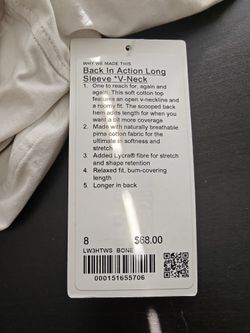 WHY WE MADE THIS
Back In Action Long
Sleeve *V-Neck
1. One to reach for, again and
again. This soft cotton top
features an open v-neckline and
a roomy fit. The scooped back
hem adds length for when you
want a bit more coverage
2. Made with naturally breathable
pima cotton fabric for the
ultimate in softness and
stretch
3. Added Lycra® fibre for stretch
and shape retention
4. Relaxed fit, bum-covering
length
5. Longer in back
8 $68.00
LW3HTWS BONE
000151655706